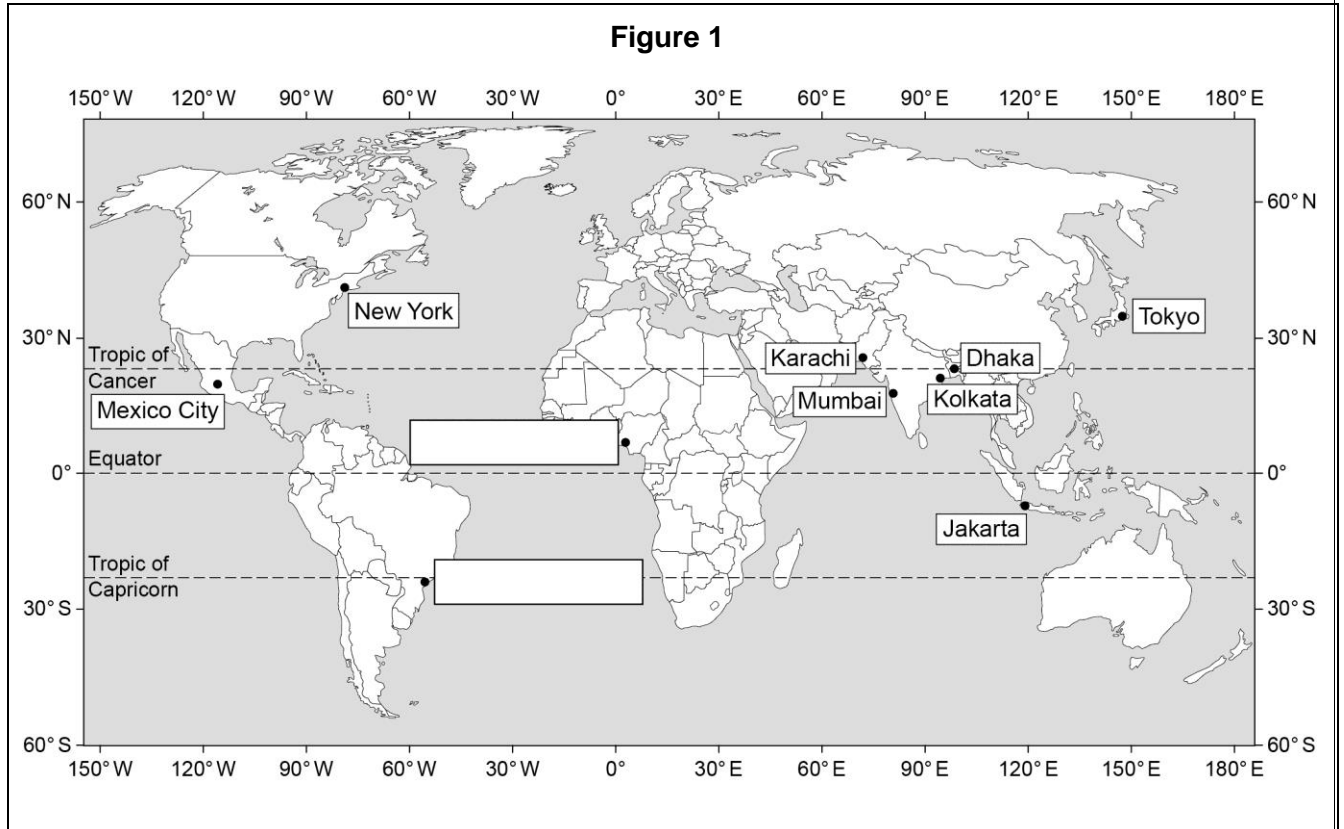 Figure 1
150°W 120°W 90°W 60°W 30°W 0° 30°E 60°E 90°E 120°E 150°E 180°E
60°N 60°N
New York
Tokyo
30°N 30°N
Karachi Dhaka
Tropic of
Cancer
Mumbai Kolkata
Mexico City
Equator
0° 0°
Jakarta
Tropic of
Capricorn
30°S 30°S
60°S 60°S
150°W 120°W 90°W 60°W 30°W 0° 30°E 60°E 90°E 120°E 150°E 180°E